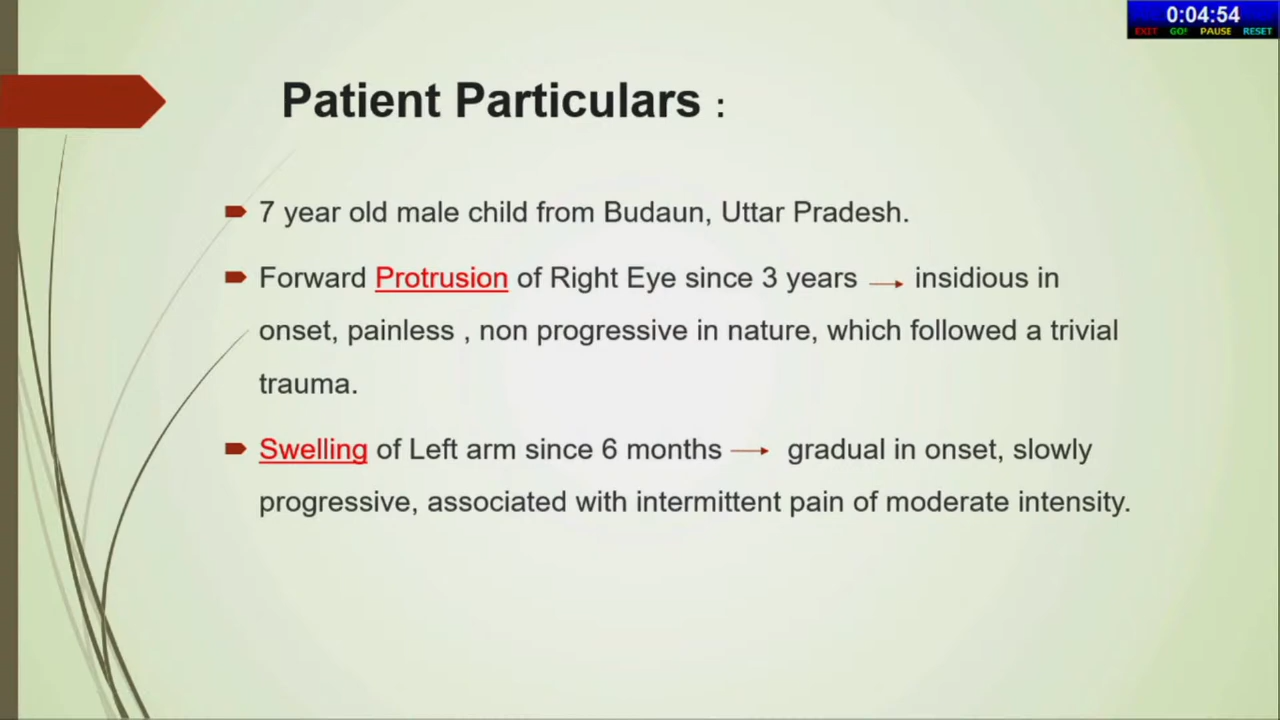 0:04:54
EXIT GO! PAUSE RESET
Patient Particulars :
7 year old male child from Budaun, Uttar Pradesh.
Forward Protrusion of Right Eye since 3 years → insidious in
onset, painless , non progressive in nature, which followed a trivial
trauma.
Swelling of Left arm since 6 months → gradual in onset, slowly
progressive, associated with intermittent pain of moderate intensity.